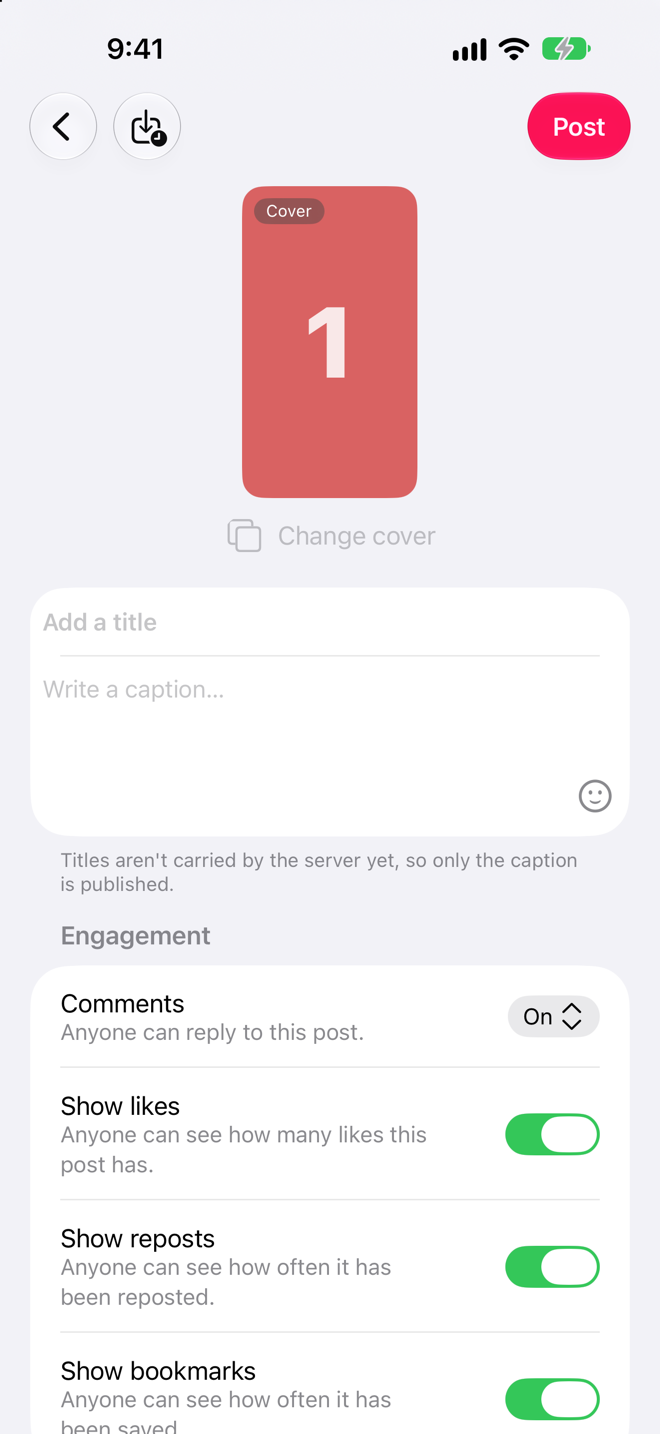 9:41
Post
Cover
1
Change cover
Add a title
Write a caption...
Titles aren't carried by the server yet, so only the caption
is published.
Engagement
Comments
Anyone can reply to this post.
On
Show likes
Anyone can see how many likes this
post has.
Show reposts
Anyone can see how often it has
been reposted.
Show bookmarks
Anyone can see how often it has
been saved